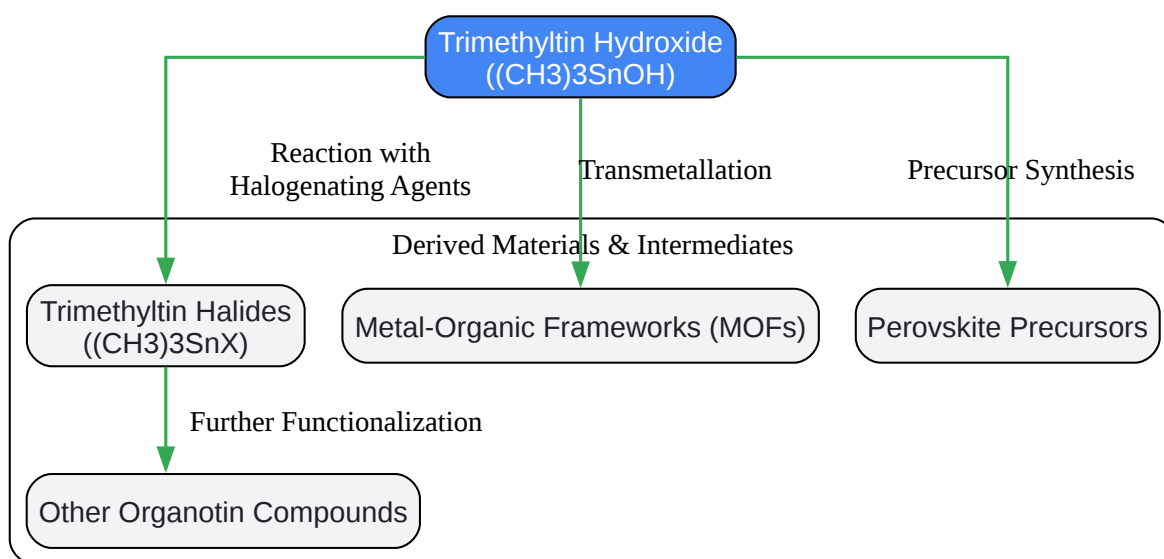 Trimethyltin Hydroxide
((CH3)3SnOH)
Reaction with
Halogenating Agents
Transmetallation
Precursor Synthesis
Derived Materials & Intermediates
Trimethyltin Halides
((CH3)3SnX)
Metal-Organic Frameworks (MOFs)
Perovskite Precursors
Further Functionalization
Other Organotin Compounds